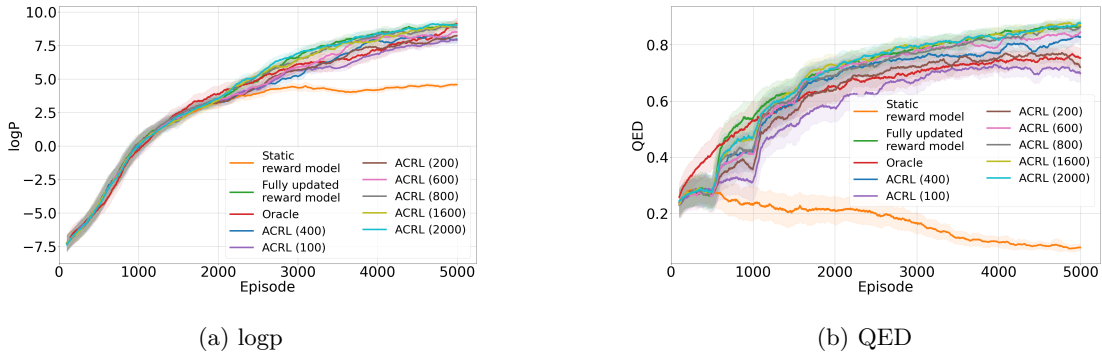 10.0
7.5
5.0
2.5
0.0
−2.5
−5.0
−7.5
logP
0
1000
2000
3000
4000
5000
Episode
Static
reward model
Fully updated
reward model
Oracle
ACRL (400)
ACRL (100)
ACRL (200)
ACRL (600)
ACRL (800)
ACRL (1600)
ACRL (2000)
(a) logp
0.8
0.6
0.4
0.2
QED
0
1000
2000
3000
4000
5000
Episode
Static
reward model
Fully updated
reward model
Oracle
ACRL (400)
ACRL (100)
ACRL (200)
ACRL (600)
ACRL (800)
ACRL (1600)
ACRL (2000)
(b) QED